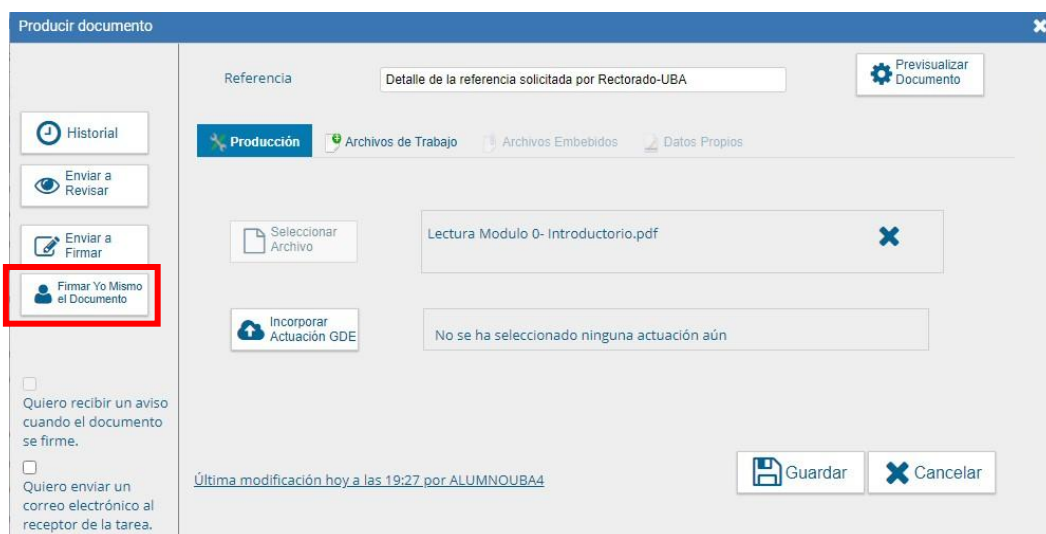 Producir documento
Referencia
Detalle de la referencia solicitada por Rectorado-UBA
Previsualizar
Documento
Historial
Enviar a
Revisar
Enviar a
Firmar
Firmar Yo Mismo
el Documento
Quiero recibir un aviso
cuando el documento
se firme.
Quiero enviar un
correo electrónico al
receptor de la tarea.
Producción
Archivos de Trabajo
Archivos Embebidos
Datos Propios
Seleccionar
Archivo
Lectura Modulo 0- Introductorio.pdf
Incorporar
Actuación GDE
No se ha seleccionado ninguna actuación aún
Última modificación hoy a las 19:27 por ALUMNOUBA4
Guardar
Cancelar